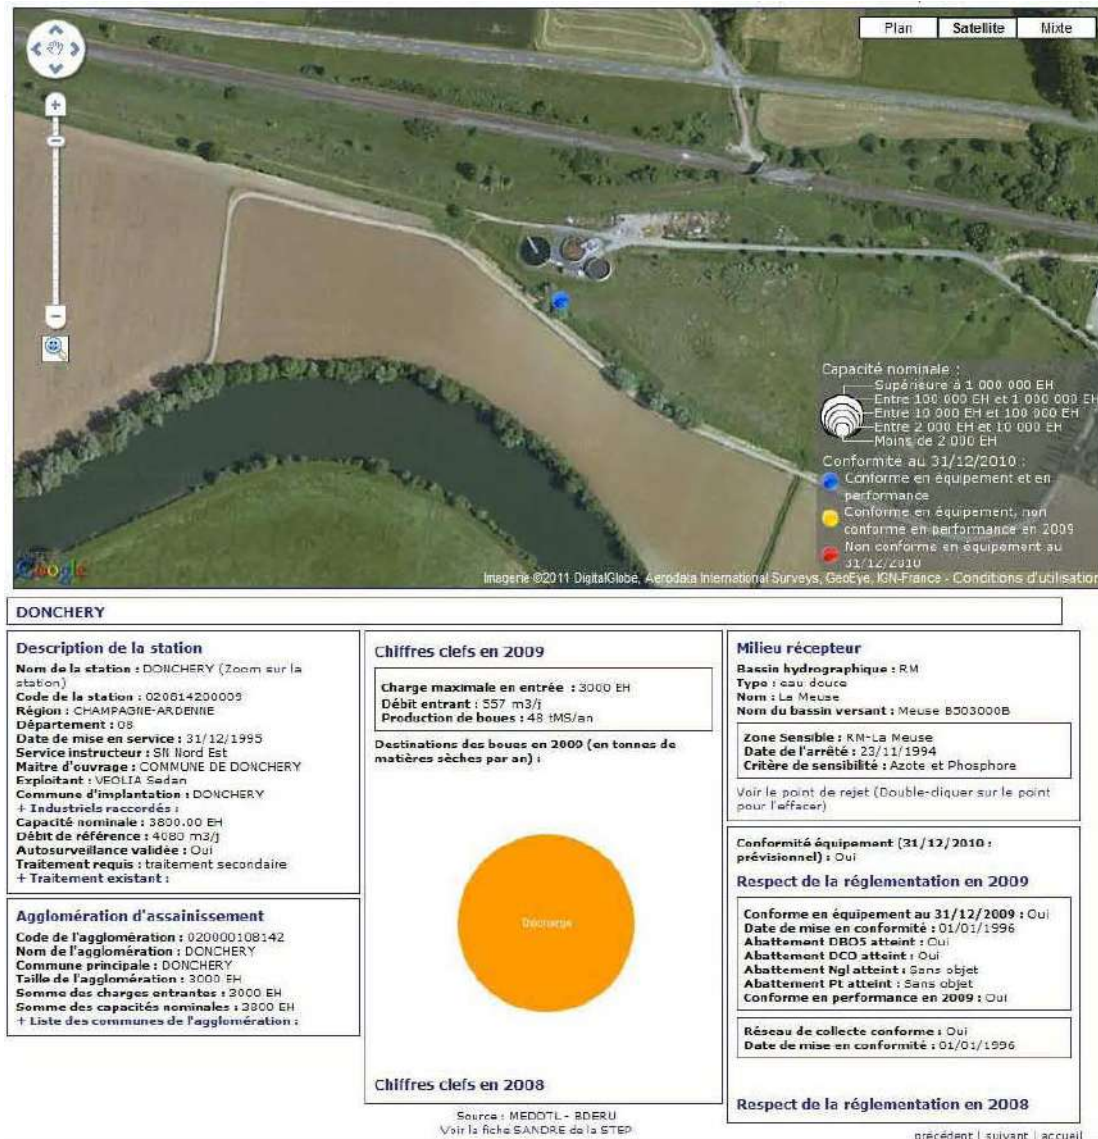 Plan
Satellite
Mixte
Capacité nominale :
Supérieure à 1 000 000 EH
Entre 100 000 EH et 1 000 000 EH
Entre 10 000 EH et 100 000 EH
Entre 2 000 EH et 10 000 EH
Moins de 2 000 EH
Conformité au 31/12/2010 :
Conforme en équipement et en
performance
Conforme en équipement, non
conforme en performance en 2009
Non conforme en équipement au
31/12/2010
Google
Imagerie ©2011 DigitalGlobe, Aerodata International Surveys, GeoEye, IGN-France - Conditions d'utilisation
DONCHERY
Description de la station
Nom de la station : DONCHERY (Zoom sur la
station)
Code de la station : 020814200009
Région : CHAMPAGNE-ARDENNE
Département : 08
Date de mise en service : 31/12/1995
Service instructeur : SN Nord Est
Maitre d'ouvrage : COMMUNE DE DONCHERY
Exploitant : VEOLIA Sedan
Commune d'implantation : DONCHERY
+ Industriels raccordés :
Capacité nominale : 3800.00 EH
Débit de référence : 4080 m3/j
Autosurveillance validée : Oui
Traitement requis : traitement secondaire
+ Traitement existant :
Agglomération d'assainissement
Code de l'agglomération : 020000108142
Nom de l'agglomération : DONCHERY
Commune principale : DONCHERY
Taille de l'agglomération : 3000 EH
Somme des charges entrantes : 3000 EH
Somme des capacités nominales : 3800 EH
+ Liste des communes de l'agglomération :
Chiffres clefs en 2009
Charge maximale en entrée : 3000 EH
Débit entrant : 557 m3/j
Production de boues : 48 tMS/an
Destinations des boues en 2009 (en tonnes de
matières sèches par an) :
Décharge
Chiffres clefs en 2008
Source : MEDDTL - BDERU
Voir la fiche SANDRE de la STEP
Milieu récepteur
Bassin hydrographique : RM
Type : eau douce
Nom : La Meuse
Nom du bassin versant : Meuse B503000B
Zone Sensible : RM-La Meuse
Date de l'arrêté : 23/11/1994
Critère de sensibilité : Azote et Phosphore
Voir le point de rejet (Double-cliquer sur le point
pour l'effacer)
Conformité équipement (31/12/2010 :
prévisionnel) : Oui
Respect de la réglementation en 2009
Conforme en équipement au 31/12/2009 : Oui
Date de mise en conformité : 01/01/1996
Abattement DBO5 atteint : Oui
Abattement DCO atteint : Oui
Abattement Ngl atteint : Sans objet
Abattement Pt atteint : Sans objet
Conforme en performance en 2009 : Oui
Réseau de collecte conforme : Oui
Date de mise en conformité : 01/01/1996
Respect de la réglementation en 2008
précédent | suivant | accueil